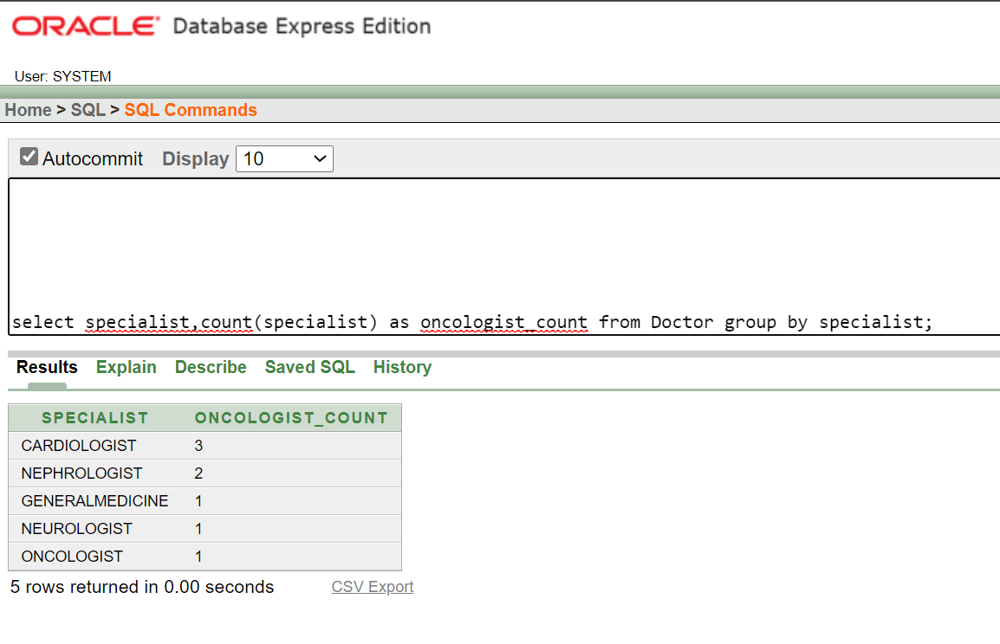 ORACLE Database Express Edition
User: SYSTEM
Home > SQL > SQL Commands
Autocommit Display 10
select specialist,count(specialist) as oncologist_count from Doctor group by specialist;
Results Explain Describe Saved SQL History
SPECIALIST ONCOLOGIST_COUNT
CARDIOLOGIST 3
NEPHROLOGIST 2
GENERALMEDICINE 1
NEUROLOGIST 1
ONCOLOGIST 1
5 rows returned in 0.00 seconds CSV Export